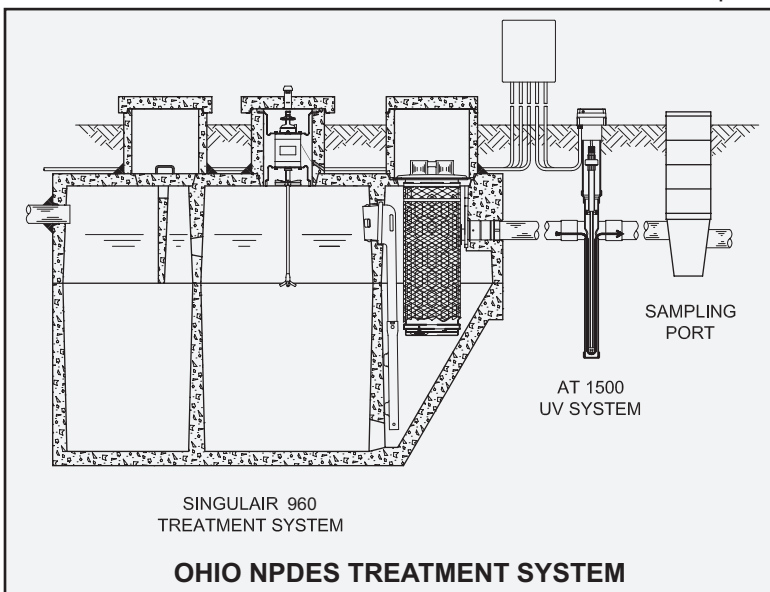 SAMPLING
PORT
AT 1500
UV SYSTEM
SINGULAIR 960
TREATMENT SYSTEM
OHIO NPDES TREATMENT SYSTEM